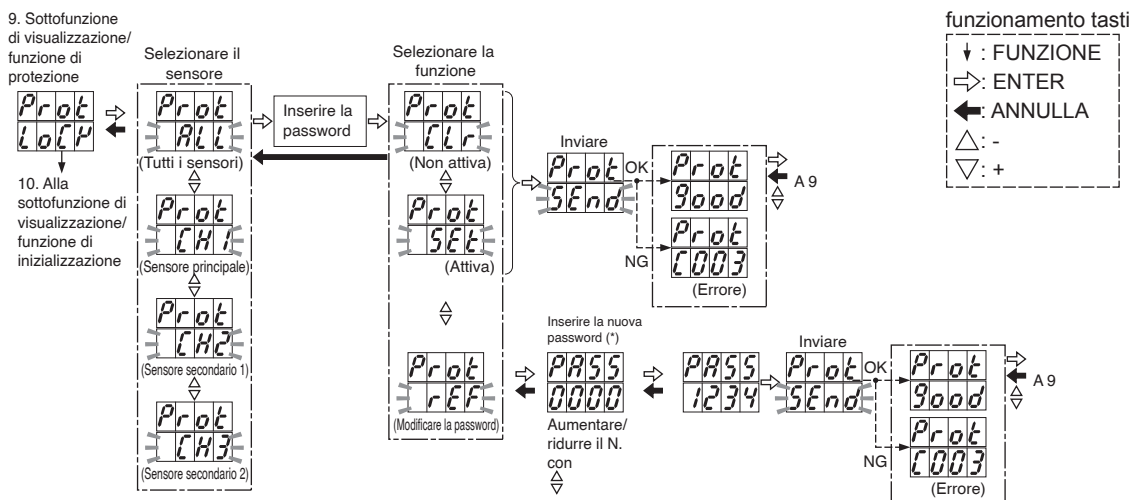 9. Sottofunzione
di visualizzazione/
funzione di
protezione
Prot
LoCK
10. Alla
sottofunzione di
visualizzazione/
funzione di
inizializzazione
Selezionare il
sensore
Prot
ALL
(Tutti i sensori)
Prot
CH1
(Sensore principale)
Prot
CH2
(Sensore secondario 1)
Prot
CH3
(Sensore secondario 2)
Inserire la
password
Selezionare la
funzione
Prot
CLr
(Non attiva)
Prot
SEt
(Attiva)
Prot
rEF
(Modificare la password)
Inviare
Prot
SEnd
OK
NG
Prot
good
Prot
C003
(Errore)
A 9
Inserire la nuova
password (*)
PASS
0000
Aumentare/
ridurre il N.
con
PASS
1234
Inviare
Prot
SEnd
OK
NG
Prot
good
Prot
C003
(Errore)
A 9
funzionamento tasti
: FUNZIONE
: ENTER
: ANNULLA
: -
: +